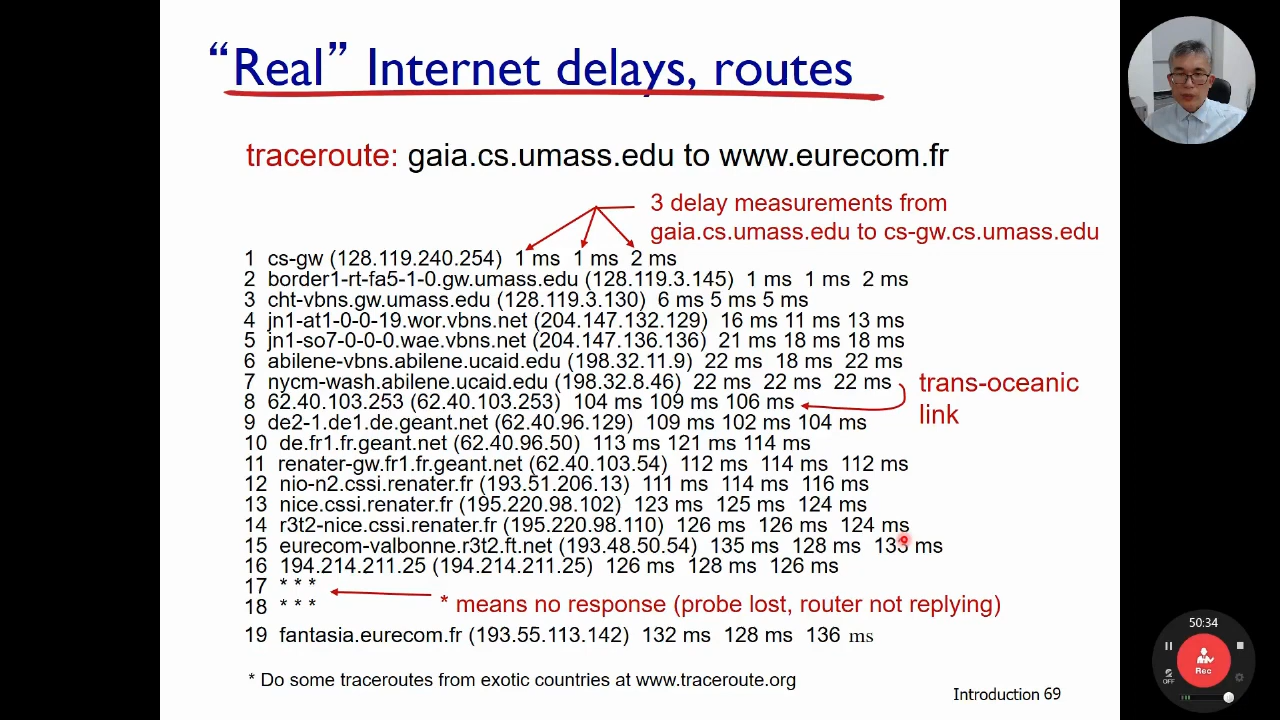 “Real” Internet delays, routes
traceroute: gaia.cs.umass.edu to www.eurecom.fr
3 delay measurements from
gaia.cs.umass.edu to cs-gw.cs.umass.edu
1 cs-gw (128.119.240.254) 1 ms 1 ms 2 ms
2 border1-rt-fa5-1-0.gw.umass.edu (128.119.3.145) 1 ms 1 ms 2 ms
3 cht-vbns.gw.umass.edu (128.119.3.130) 6 ms 5 ms 5 ms
4 jn1-at1-0-0-19.wor.vbns.net (204.147.132.129) 16 ms 11 ms 13 ms
5 jn1-so7-0-0-0.wae.vbns.net (204.147.136.136) 21 ms 18 ms 18 ms
6 abilene-vbns.abilene.ucaid.edu (198.32.11.9) 22 ms 18 ms 22 ms
7 nycm-wash.abilene.ucaid.edu (198.32.8.46) 22 ms 22 ms 22 ms
trans-oceanic
link
8 62.40.103.253 (62.40.103.253) 104 ms 109 ms 106 ms
9 de2-1.de1.de.geant.net (62.40.96.129) 109 ms 102 ms 104 ms
10 de.fr1.fr.geant.net (62.40.96.50) 113 ms 121 ms 114 ms
11 renater-gw.fr1.fr.geant.net (62.40.103.54) 112 ms 114 ms 112 ms
12 nio-n2.cssi.renater.fr (193.51.206.13) 111 ms 114 ms 116 ms
13 nice.cssi.renater.fr (195.220.98.102) 123 ms 125 ms 124 ms
14 r3t2-nice.cssi.renater.fr (195.220.98.110) 126 ms 126 ms 124 ms
15 eurecom-valbonne.r3t2.ft.net (193.48.50.54) 135 ms 128 ms 133 ms
16 194.214.211.25 (194.214.211.25) 126 ms 128 ms 126 ms
17 * * *
18 * * *
* means no response (probe lost, router not replying)
19 fantasia.eurecom.fr (193.55.113.142) 132 ms 128 ms 136 ms
* Do some traceroutes from exotic countries at www.traceroute.org
Introduction 69
50:34
Rec
OFF